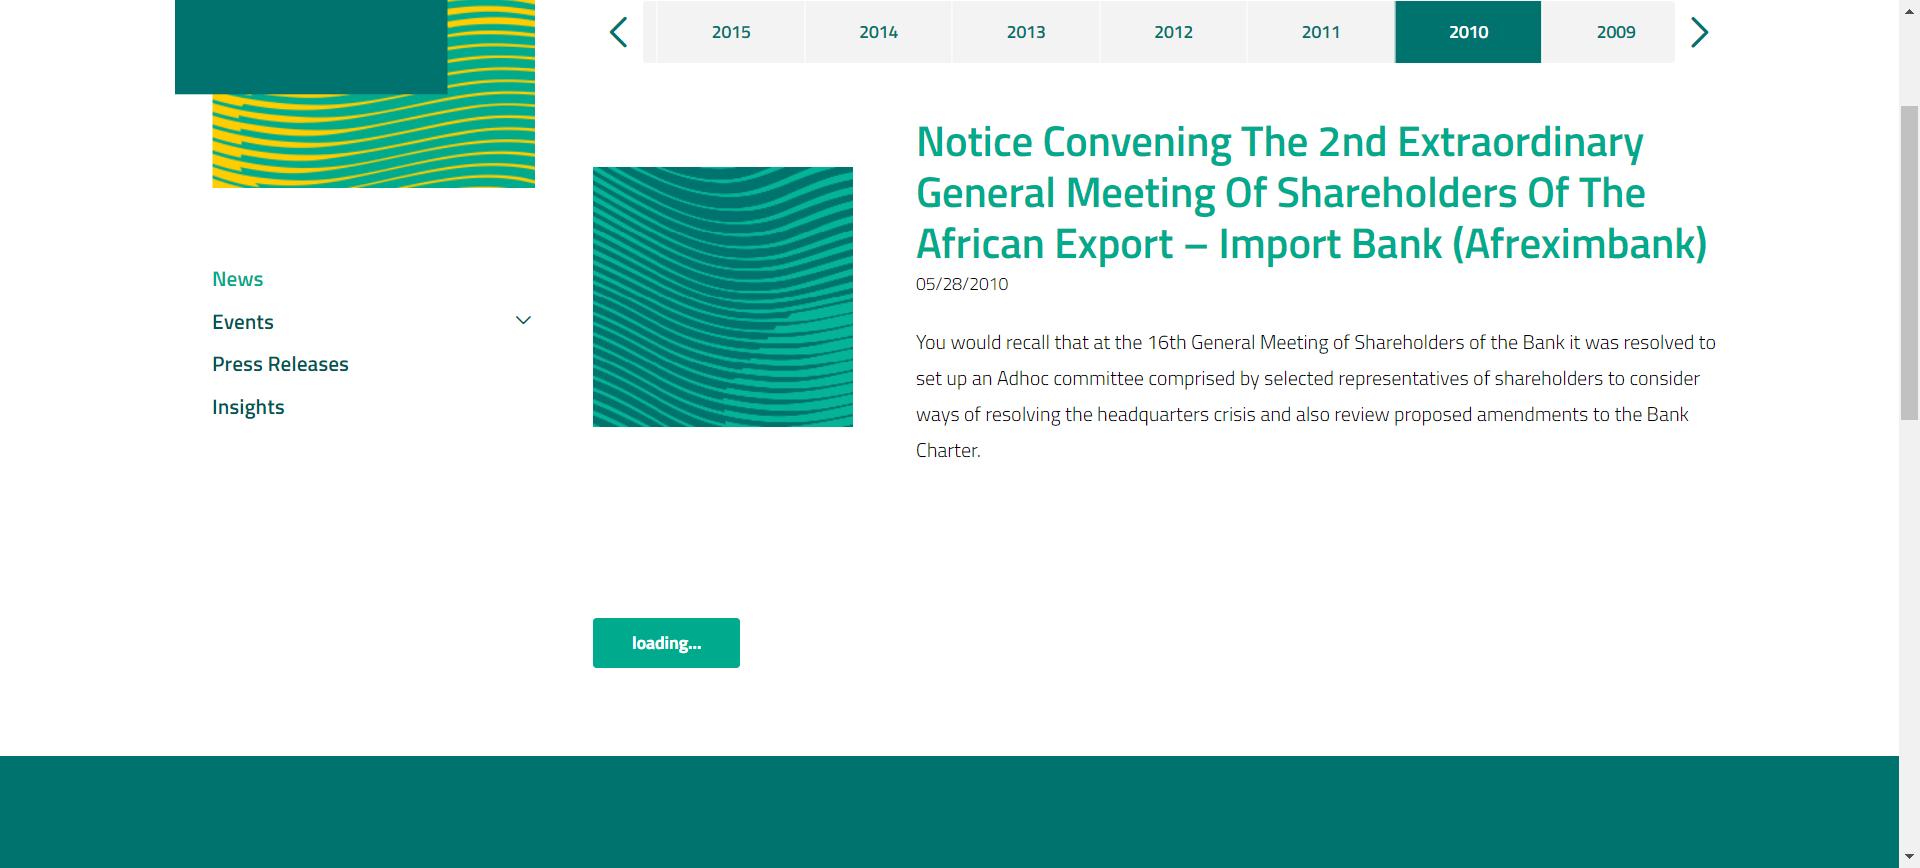 2015 2014 2013 2012 2011 2010 2009
Notice Convening The 2nd Extraordinary
General Meeting Of Shareholders Of The
African Export – Import Bank (Afreximbank)
05/28/2010
You would recall that at the 16th General Meeting of Shareholders of the Bank it was resolved to
set up an Adhoc committee comprised by selected representatives of shareholders to consider
ways of resolving the headquarters crisis and also review proposed amendments to the Bank
Charter.
News
Events
Press Releases
Insights
loading...